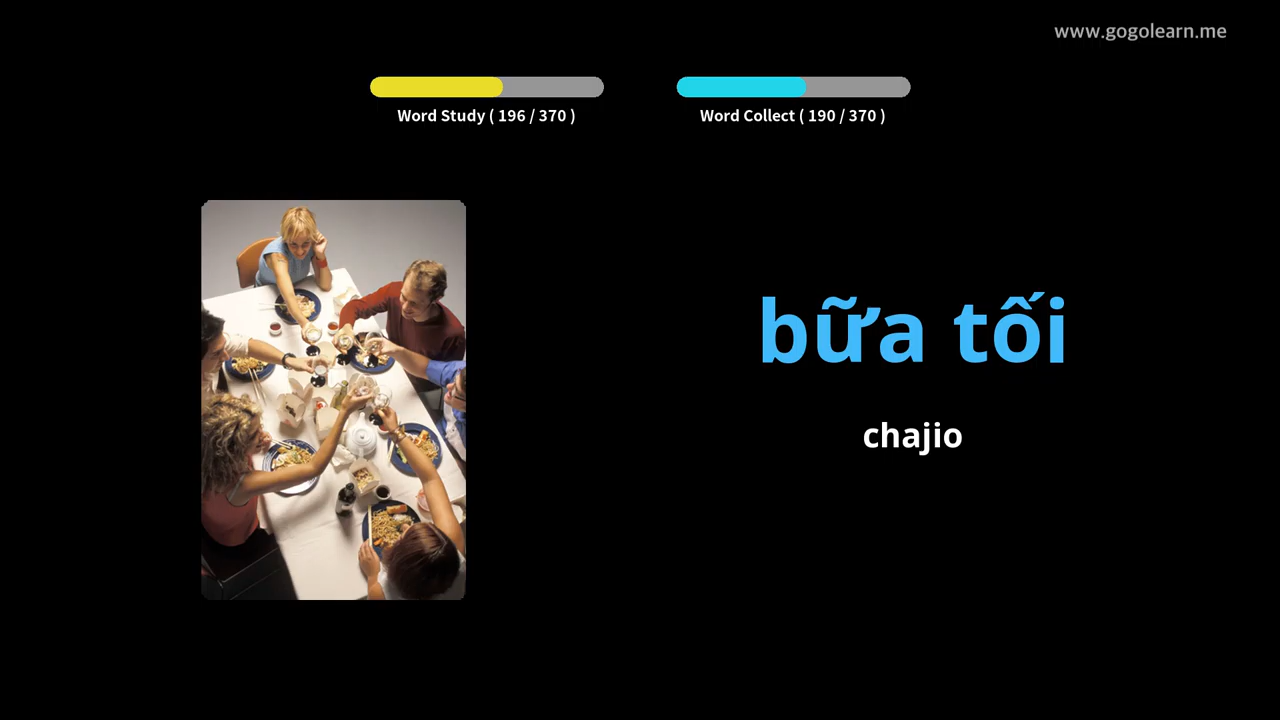 www.gogolearn.me
Word Study ( 196 / 370 )
Word Collect ( 190 / 370 )
bữa tối
chajio